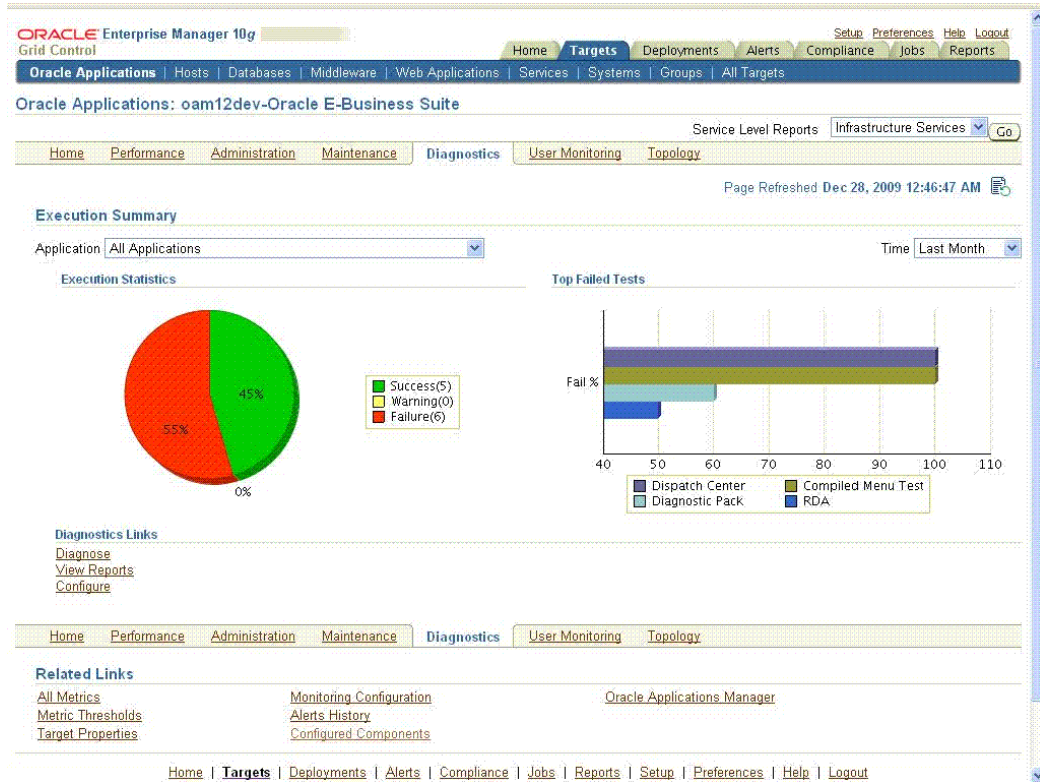 ORACLE Enterprise Manager 10g
Grid Control
Setup Preferences Help Logout
Home Targets Deployments Alerts Compliance Jobs Reports
Oracle Applications | Hosts | Databases | Middleware | Web Applications | Services | Systems | Groups | All Targets
Oracle Applications: oam12dev-Oracle E-Business Suite
Service Level Reports Infrastructure Services Go
Home Performance Administration Maintenance Diagnostics User Monitoring Topology
Page Refreshed Dec 28, 2009 12:46:47 AM
Execution Summary
Application All Applications Time Last Month
Execution Statistics
45%
55%
0%
Success(5)
Warning(0)
Failure(6)
Top Failed Tests
Fail %
40 50 60 70 80 90 100 110
Dispatch Center Compiled Menu Test
Diagnostic Pack RDA
Diagnostics Links
Diagnose
View Reports
Configure
Home Performance Administration Maintenance Diagnostics User Monitoring Topology
Related Links
All Metrics Monitoring Configuration Oracle Applications Manager
Metric Thresholds Alerts History
Target Properties Configured Components
Home | Targets | Deployments | Alerts | Compliance | Jobs | Reports | Setup | Preferences | Help | Logout